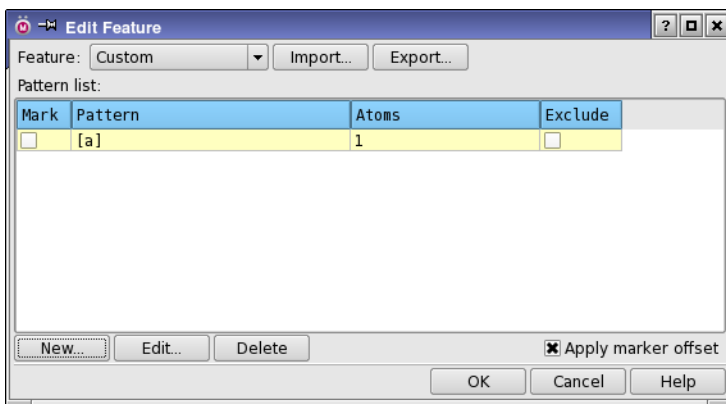 Edit Feature
Feature: Custom Import... Export...
Pattern list:
Mark Pattern Atoms Exclude
[a] 1
New... Edit... Delete Apply marker offset
OK Cancel Help